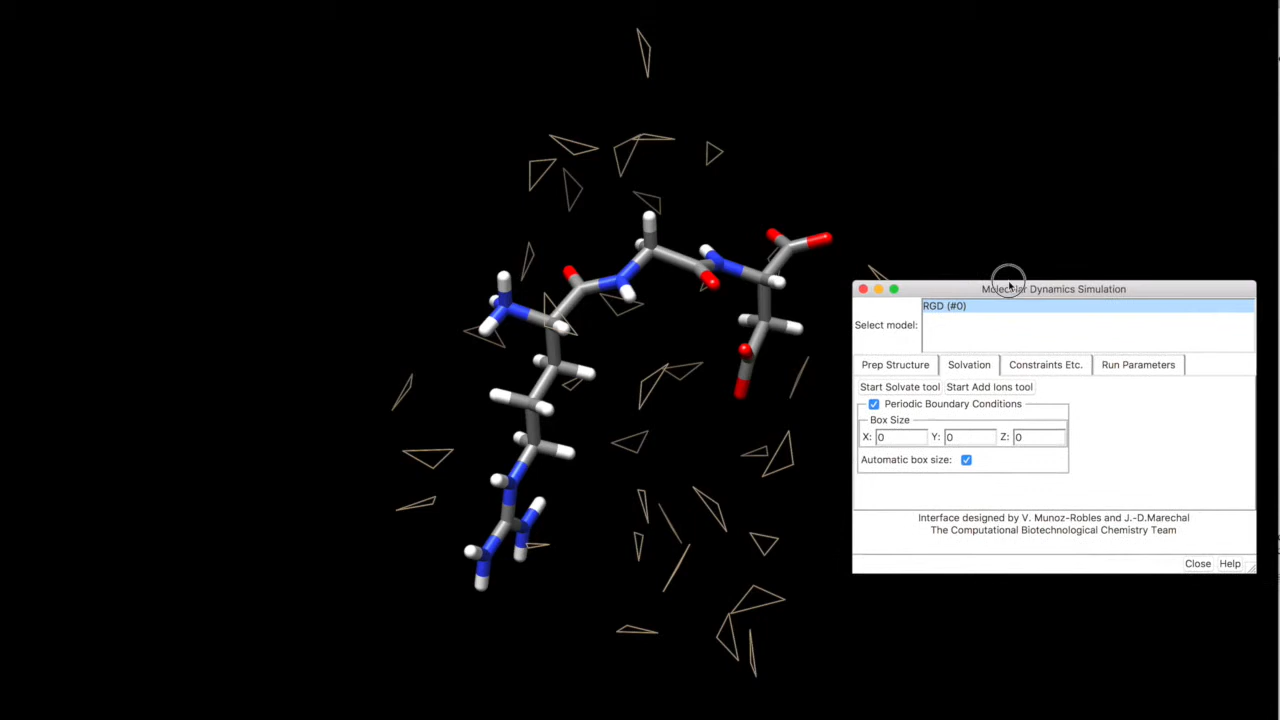 Molecular Dynamics Simulation
RGD (#0)
Select model:
Prep Structure Solvation Constraints Etc. Run Parameters
Start Solvate tool Start Add Ions tool
Periodic Boundary Conditions
Box Size
X: 0 Y: 0 Z: 0
Automatic box size:
Interface designed by V. Munoz-Robles and J.-D.Marechal
The Computational Biotechnological Chemistry Team
Close Help